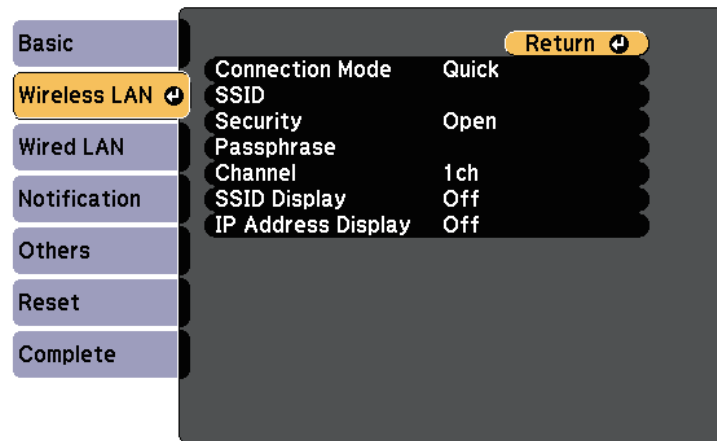 Basic
Wireless LAN
Wired LAN
Notification
Others
Reset
Complete
Return
Connection Mode Quick
SSID
Security Open
Passphrase
Channel 1ch
SSID Display Off
IP Address Display Off